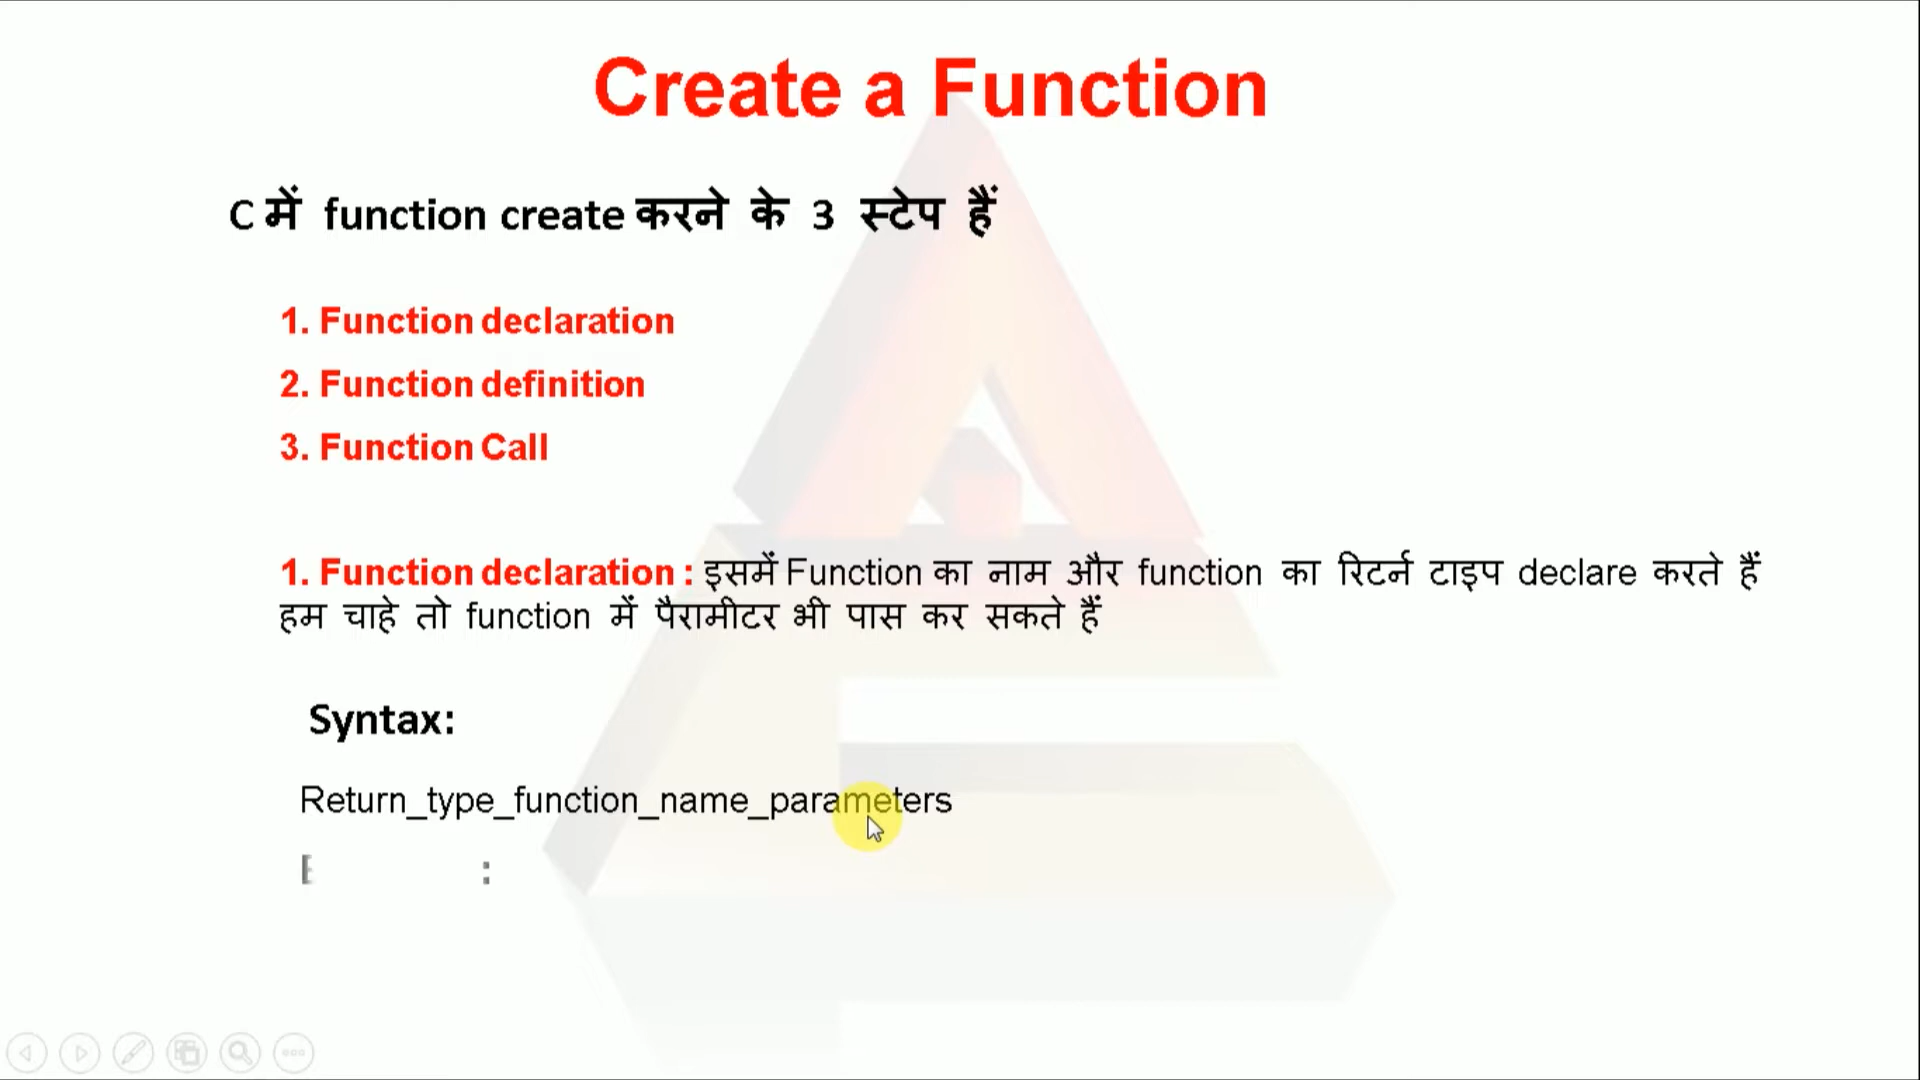 Create a Function
C में function create करने के 3 स्टेप हैं
1. Function declaration
2. Function definition
3. Function Call
1. Function declaration : इसमें Function का नाम और function का रिटर्न टाइप declare करते हैं
हम चाहे तो function में पैरामीटर भी पास कर सकते हैं
Syntax:
Return_type_function_name_parameters
: